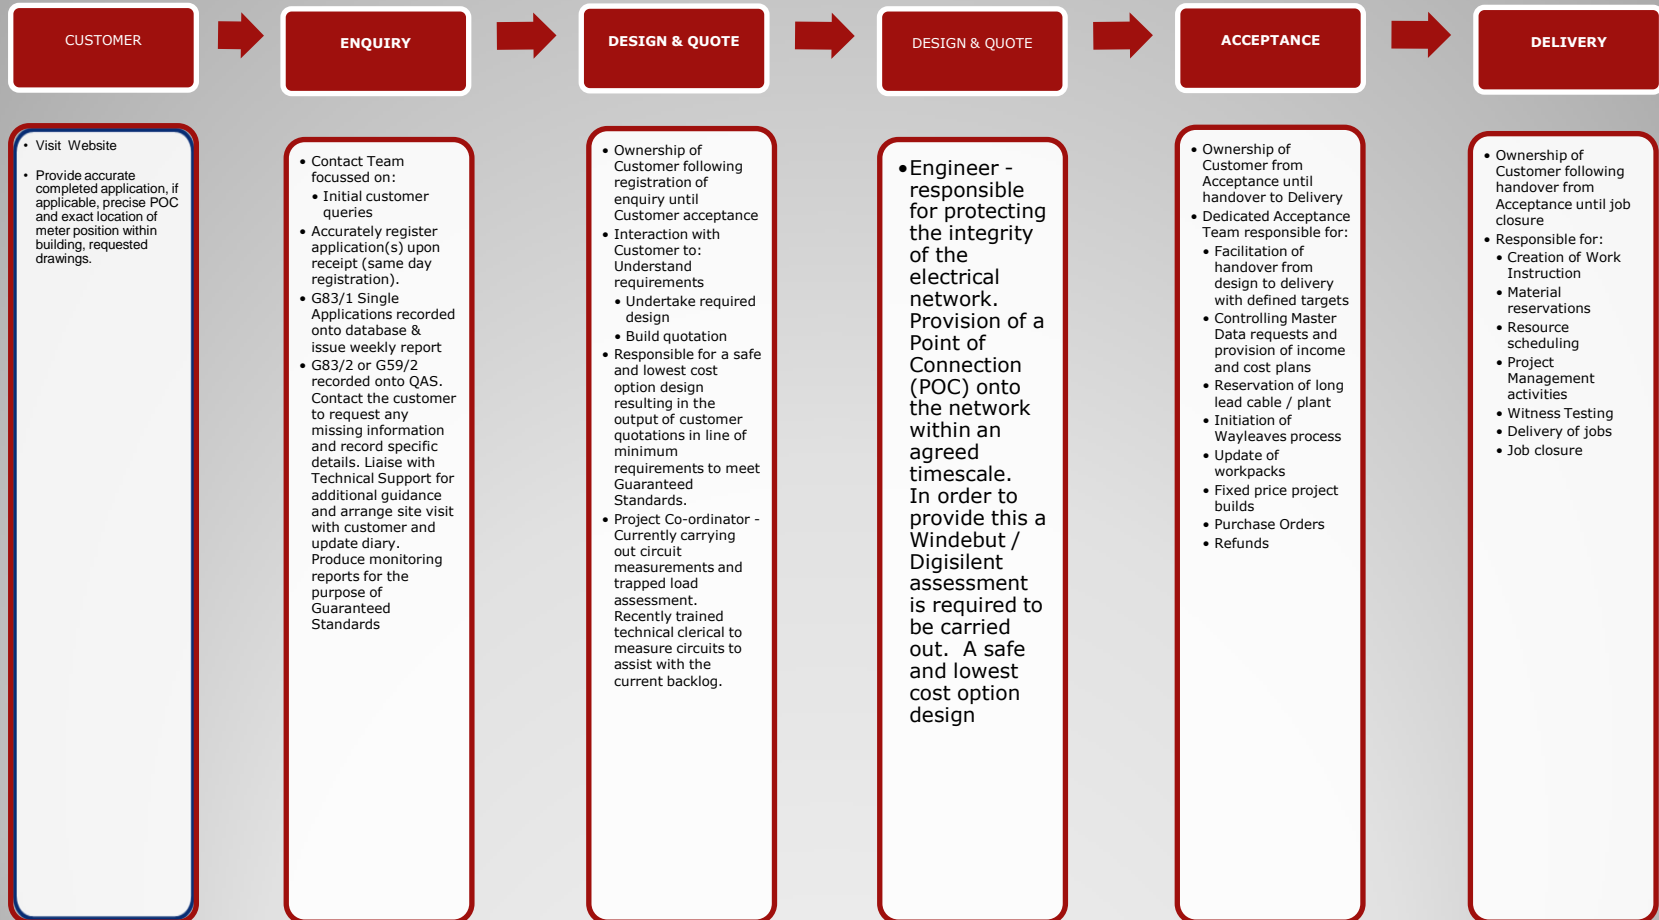 CUSTOMER
ENQUIRY
DESIGN & QUOTE
DESIGN & QUOTE
ACCEPTANCE
DELIVERY
• Visit Website
• Provide accurate
completed application, if
applicable, precise POC
and exact location of
meter position within
building, requested
drawings.
• Contact Team
focussed on:
• Initial customer
queries
• Accurately register
application(s) upon
receipt (same day
registration).
• G83/1 Single
Applications recorded
onto database &
issue weekly report
• G83/2 or G59/2
recorded onto QAS.
Contact the customer
to request any
missing information
and record specific
details. Liaise with
Technical Support for
additional guidance
and arrange site visit
with customer and
update diary.
Produce monitoring
reports for the
purpose of
Guaranteed
Standards
• Ownership of
Customer following
registration of
enquiry until
Customer acceptance
• Interaction with
Customer to:
Understand
requirements
• Undertake required
design
• Build quotation
• Responsible for a safe
and lowest cost
option design
resulting in the
output of customer
quotations in line of
minimum
requirements to meet
Guaranteed
Standards.
• Project Co-ordinator -
Currently carrying
out circuit
measurements and
trapped load
assessment.
Recently trained
technical clerical to
measure circuits to
assist with the
current backlog.
•Engineer -
responsible
for protecting
the integrity
of the
electrical
network.
Provision of a
Point of
Connection
(POC) onto
the network
within an
agreed
timescale.
In order to
provide this a
Windebut /
Digisilent
assessment
is required to
be carried
out. A safe
and lowest
cost option
design
• Ownership of
Customer from
Acceptance until
handover to Delivery
• Dedicated Acceptance
Team responsible for:
• Facilitation of
handover from
design to delivery
with defined targets
• Controlling Master
Data requests and
provision of income
and cost plans
• Reservation of long
lead cable / plant
• Initiation of
Wayleaves process
• Update of
workpacks
• Fixed price project
builds
• Purchase Orders
• Refunds
• Ownership of
Customer following
handover from
Acceptance until job
closure
• Responsible for:
• Creation of Work
Instruction
• Material
reservations
• Resource
scheduling
• Project
Management
activities
• Witness Testing
• Delivery of jobs
• Job closure